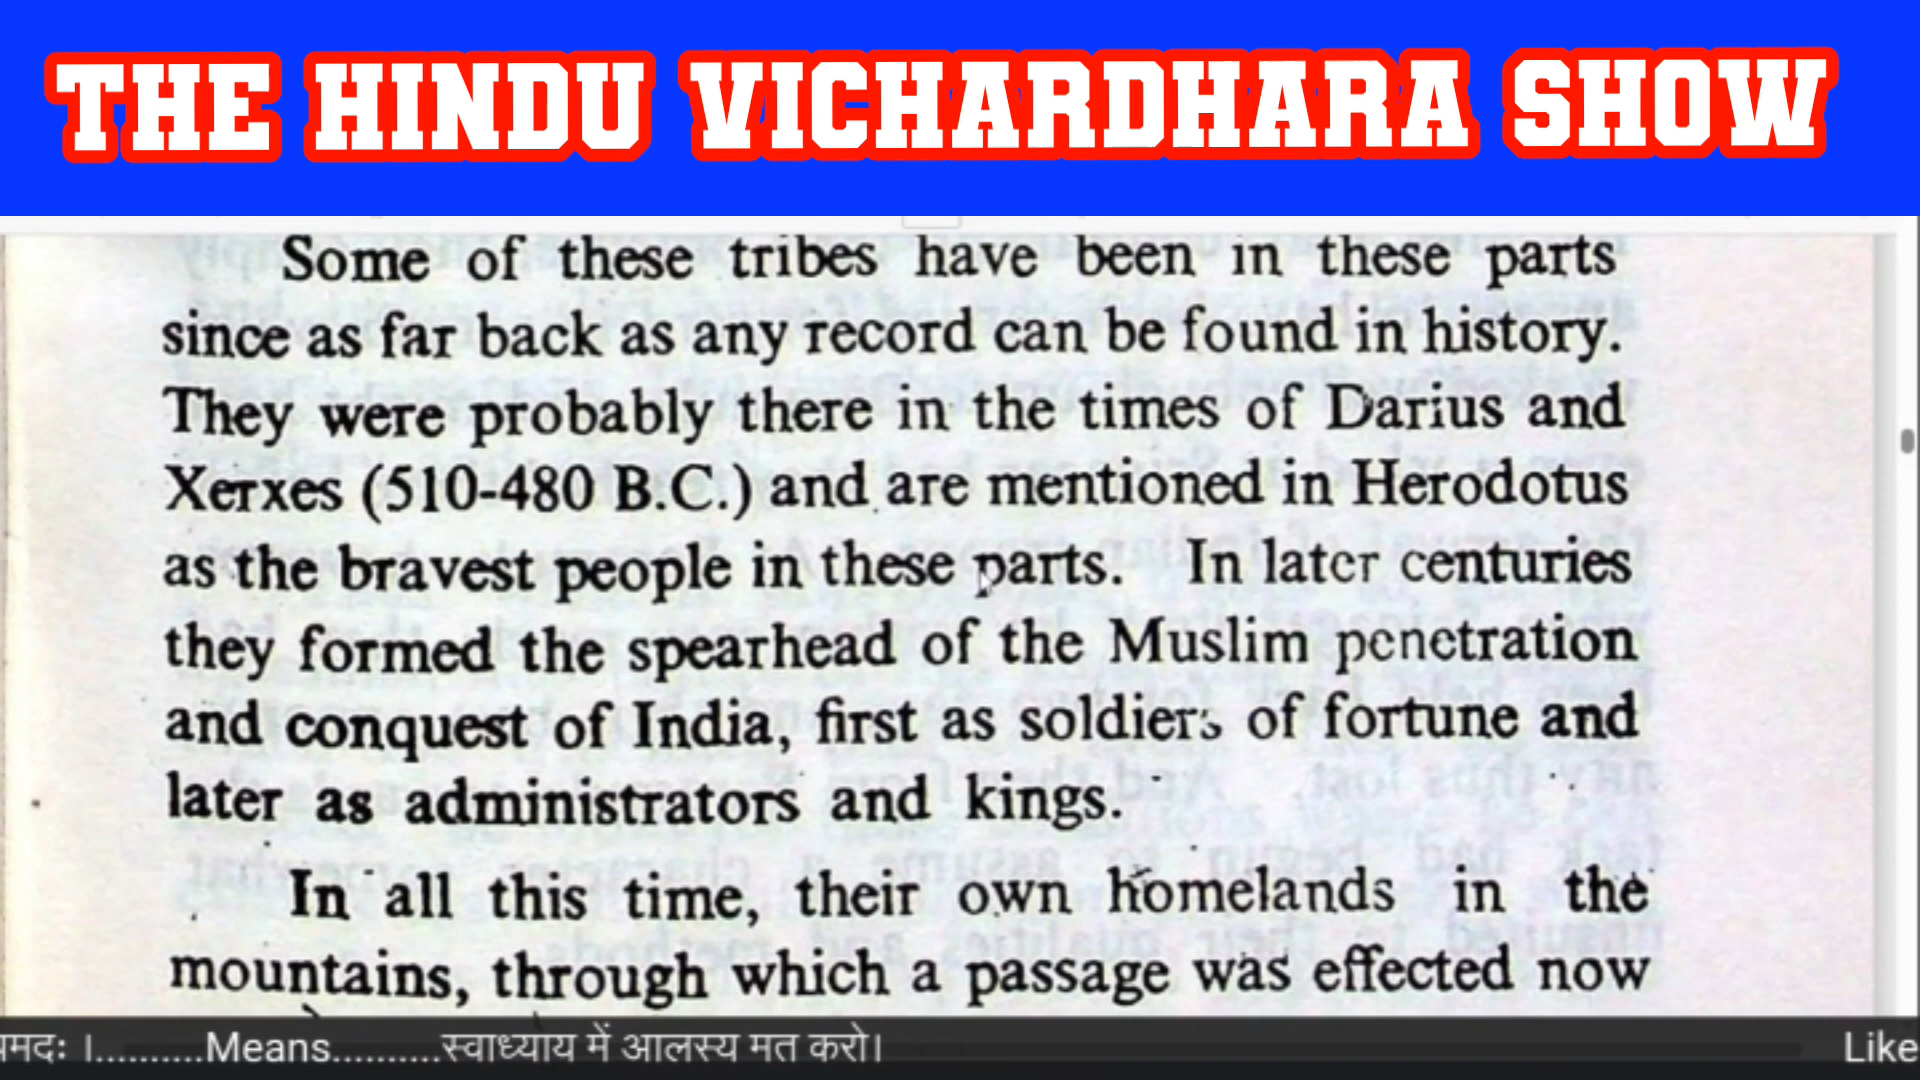 THE HINDU VICHARDHARA SHOW
Some of these tribes have been in these parts
since as far back as any record can be found in history.
They were probably there in the times of Darius and
Xerxes (510-480 B.C.) and are mentioned in Herodotus
as the bravest people in these parts. In later centuries
they formed the spearhead of the Muslim penetration
and conquest of India, first as soldiers of fortune and
later as administrators and kings.
In all this time, their own homelands in the
mountains, through which a passage was effected now
मदः ।..........Means..........स्वाध्याय में आलस्य मत करो। Like